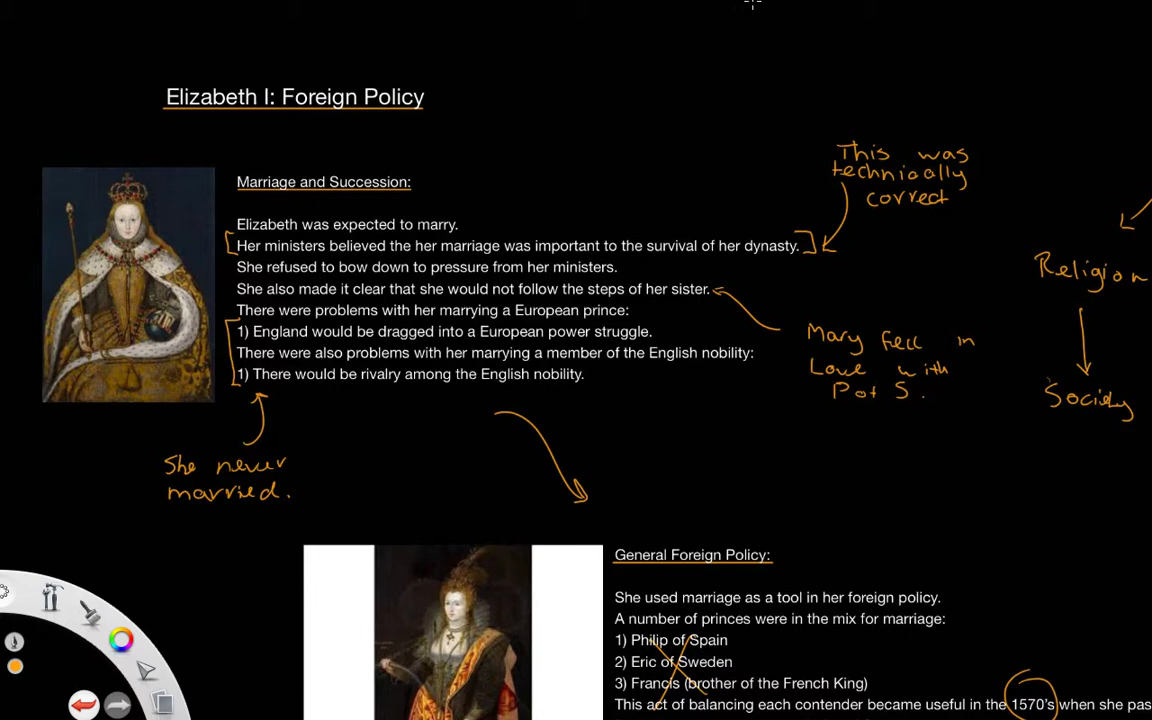 Elizabeth I: Foreign Policy
This was
technically
correct
Marriage and Succession:
Elizabeth was expected to marry.
Her ministers believed the her marriage was important to the survival of her dynasty.
She refused to bow down to pressure from her ministers.
She also made it clear that she would not follow the steps of her sister.
There were problems with her marrying a European prince:
1) England would be dragged into a European power struggle.
There were also problems with her marrying a member of the English nobility:
1) There would be rivalry among the English nobility.
Mary fell in
Love with
P of S.
Religion
Society
She never
married.
General Foreign Policy:
She used marriage as a tool in her foreign policy.
A number of princes were in the mix for marriage:
1) Philip of Spain
2) Eric of Sweden
3) Francis (brother of the French King)
This act of balancing each contender became useful in the 1570's when she pas